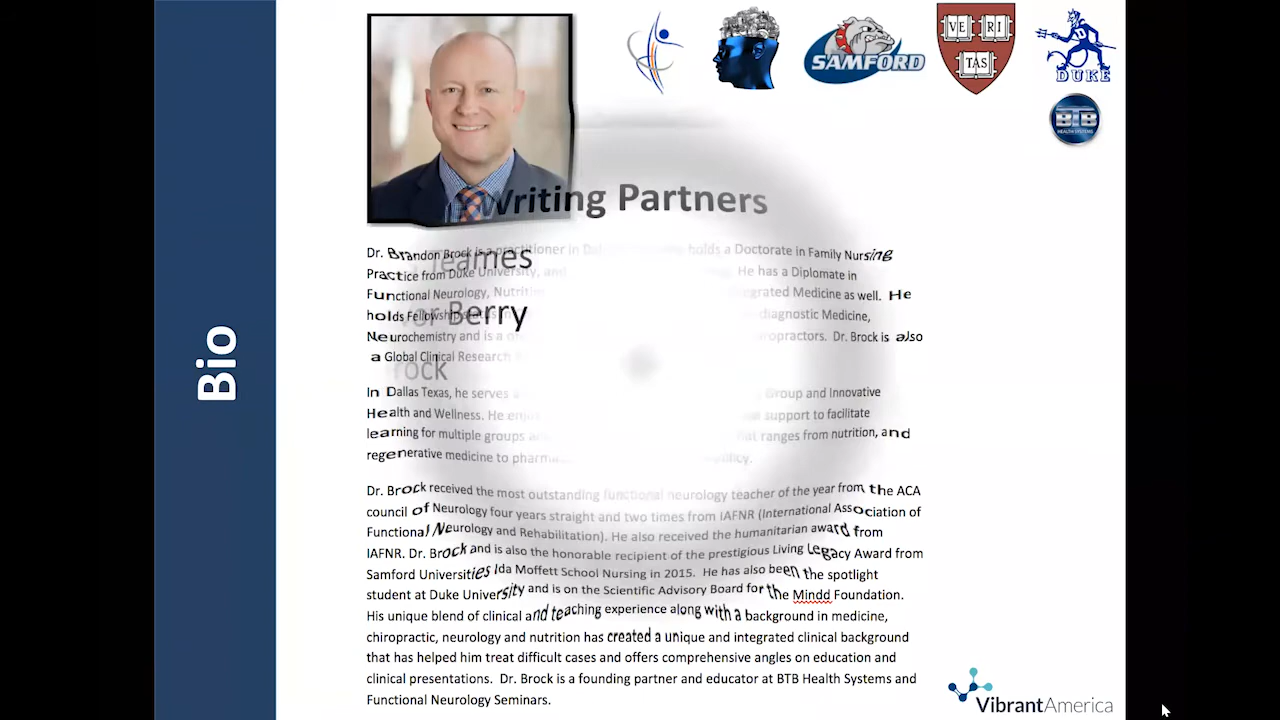 Bio
SAMFORD
VE RI
TAS
DUKE
BTB
HEALTH SYSTEMS
Writing Partners
Dr. Brandon Brock is a practitioner in holds a Doctorate in Family Nursing
Teames
Practice from Duke University, and He has a Diplomate in
Functional Neurology, Nutrition Integrated Medicine as well. He
Berry
holds Fellowship diagnostic Medicine,
Neurochemistry and is a Dr. Brock is also
a Global Clinical Research
rock
In Dallas Texas, he serves Group and Innovative
Health and Wellness. He support to facilitate
learning for multiple groups that ranges from nutrition, and
regenerative medicine to
Dr. Brock received the most outstanding functional neurology teacher of the year from the ACA
council of Neurology four years straight and two times from IAFNR (International Association of
Functional Neurology and Rehabilitation). He also received the humanitarian award from
IAFNR. Dr. Brock and is also the honorable recipient of the prestigious Living Legacy Award from
Samford Universities Ida Moffett School Nursing in 2015. He has also been the spotlight
student at Duke University and is on the Scientific Advisory Board for the Mindd Foundation.
His unique blend of clinical and teaching experience along with a background in medicine,
chiropractic, neurology and nutrition has created a unique and integrated clinical background
that has helped him treat difficult cases and offers comprehensive angles on education and
clinical presentations. Dr. Brock is a founding partner and educator at BTB Health Systems and
Functional Neurology Seminars.
VibrantAmerica